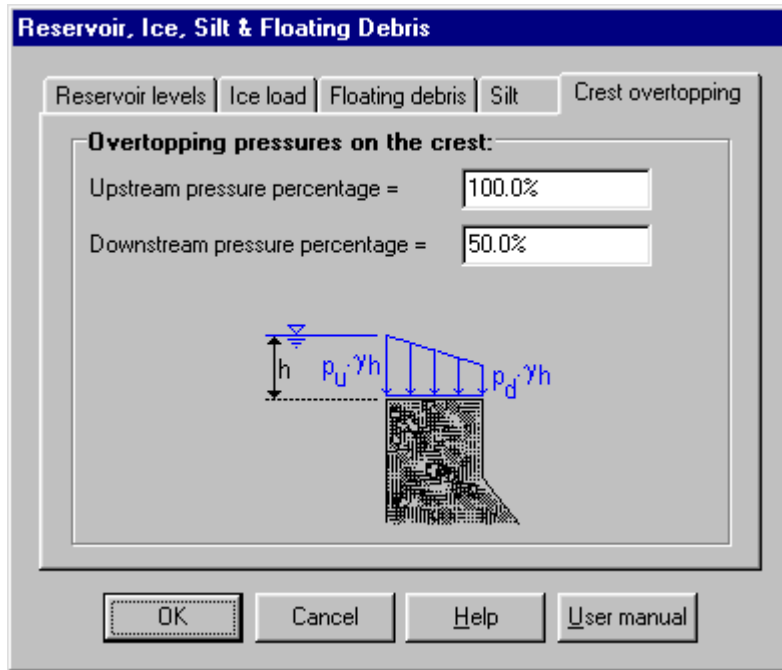 Reservoir, Ice, Silt & Floating Debris
Reservoir levels Ice load Floating debris Silt Crest overtopping
Overtopping pressures on the crest:
Upstream pressure percentage = 100.0%
Downstream pressure percentage = 50.0%
h pu·γh pd·γh
OK Cancel Help User manual